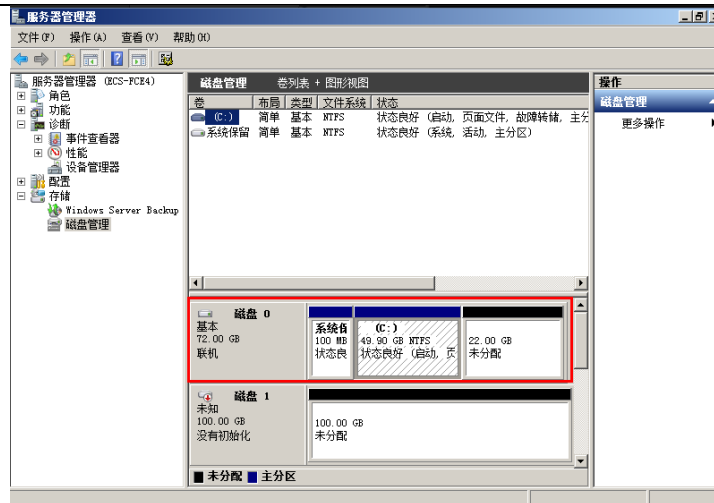 服务器管理器
文件(F) 操作(A) 查看(V) 帮助(H)
服务器管理器 (ECS-FCE4)
角色
功能
诊断
事件查看器
性能
设备管理器
配置
存储
Windows Server Backup
磁盘管理
磁盘管理 卷列表 + 图形视图
卷 布局 类型 文件系统 状态
(C:) 简单 基本 NTFS 状态良好 (启动, 页面文件, 故障转储, 主分
系统保留 简单 基本 NTFS 状态良好 (系统, 活动, 主分区)
磁盘 0
基本
72.00 GB
联机
系统保
100 MB
状态良
(C:)
49.90 GB NTFS
状态良好 (启动, 页
22.00 GB
未分配
磁盘 1
未知
100.00 GB
没有初始化
100.00 GB
未分配
未分配 主分区
操作
磁盘管理
更多操作